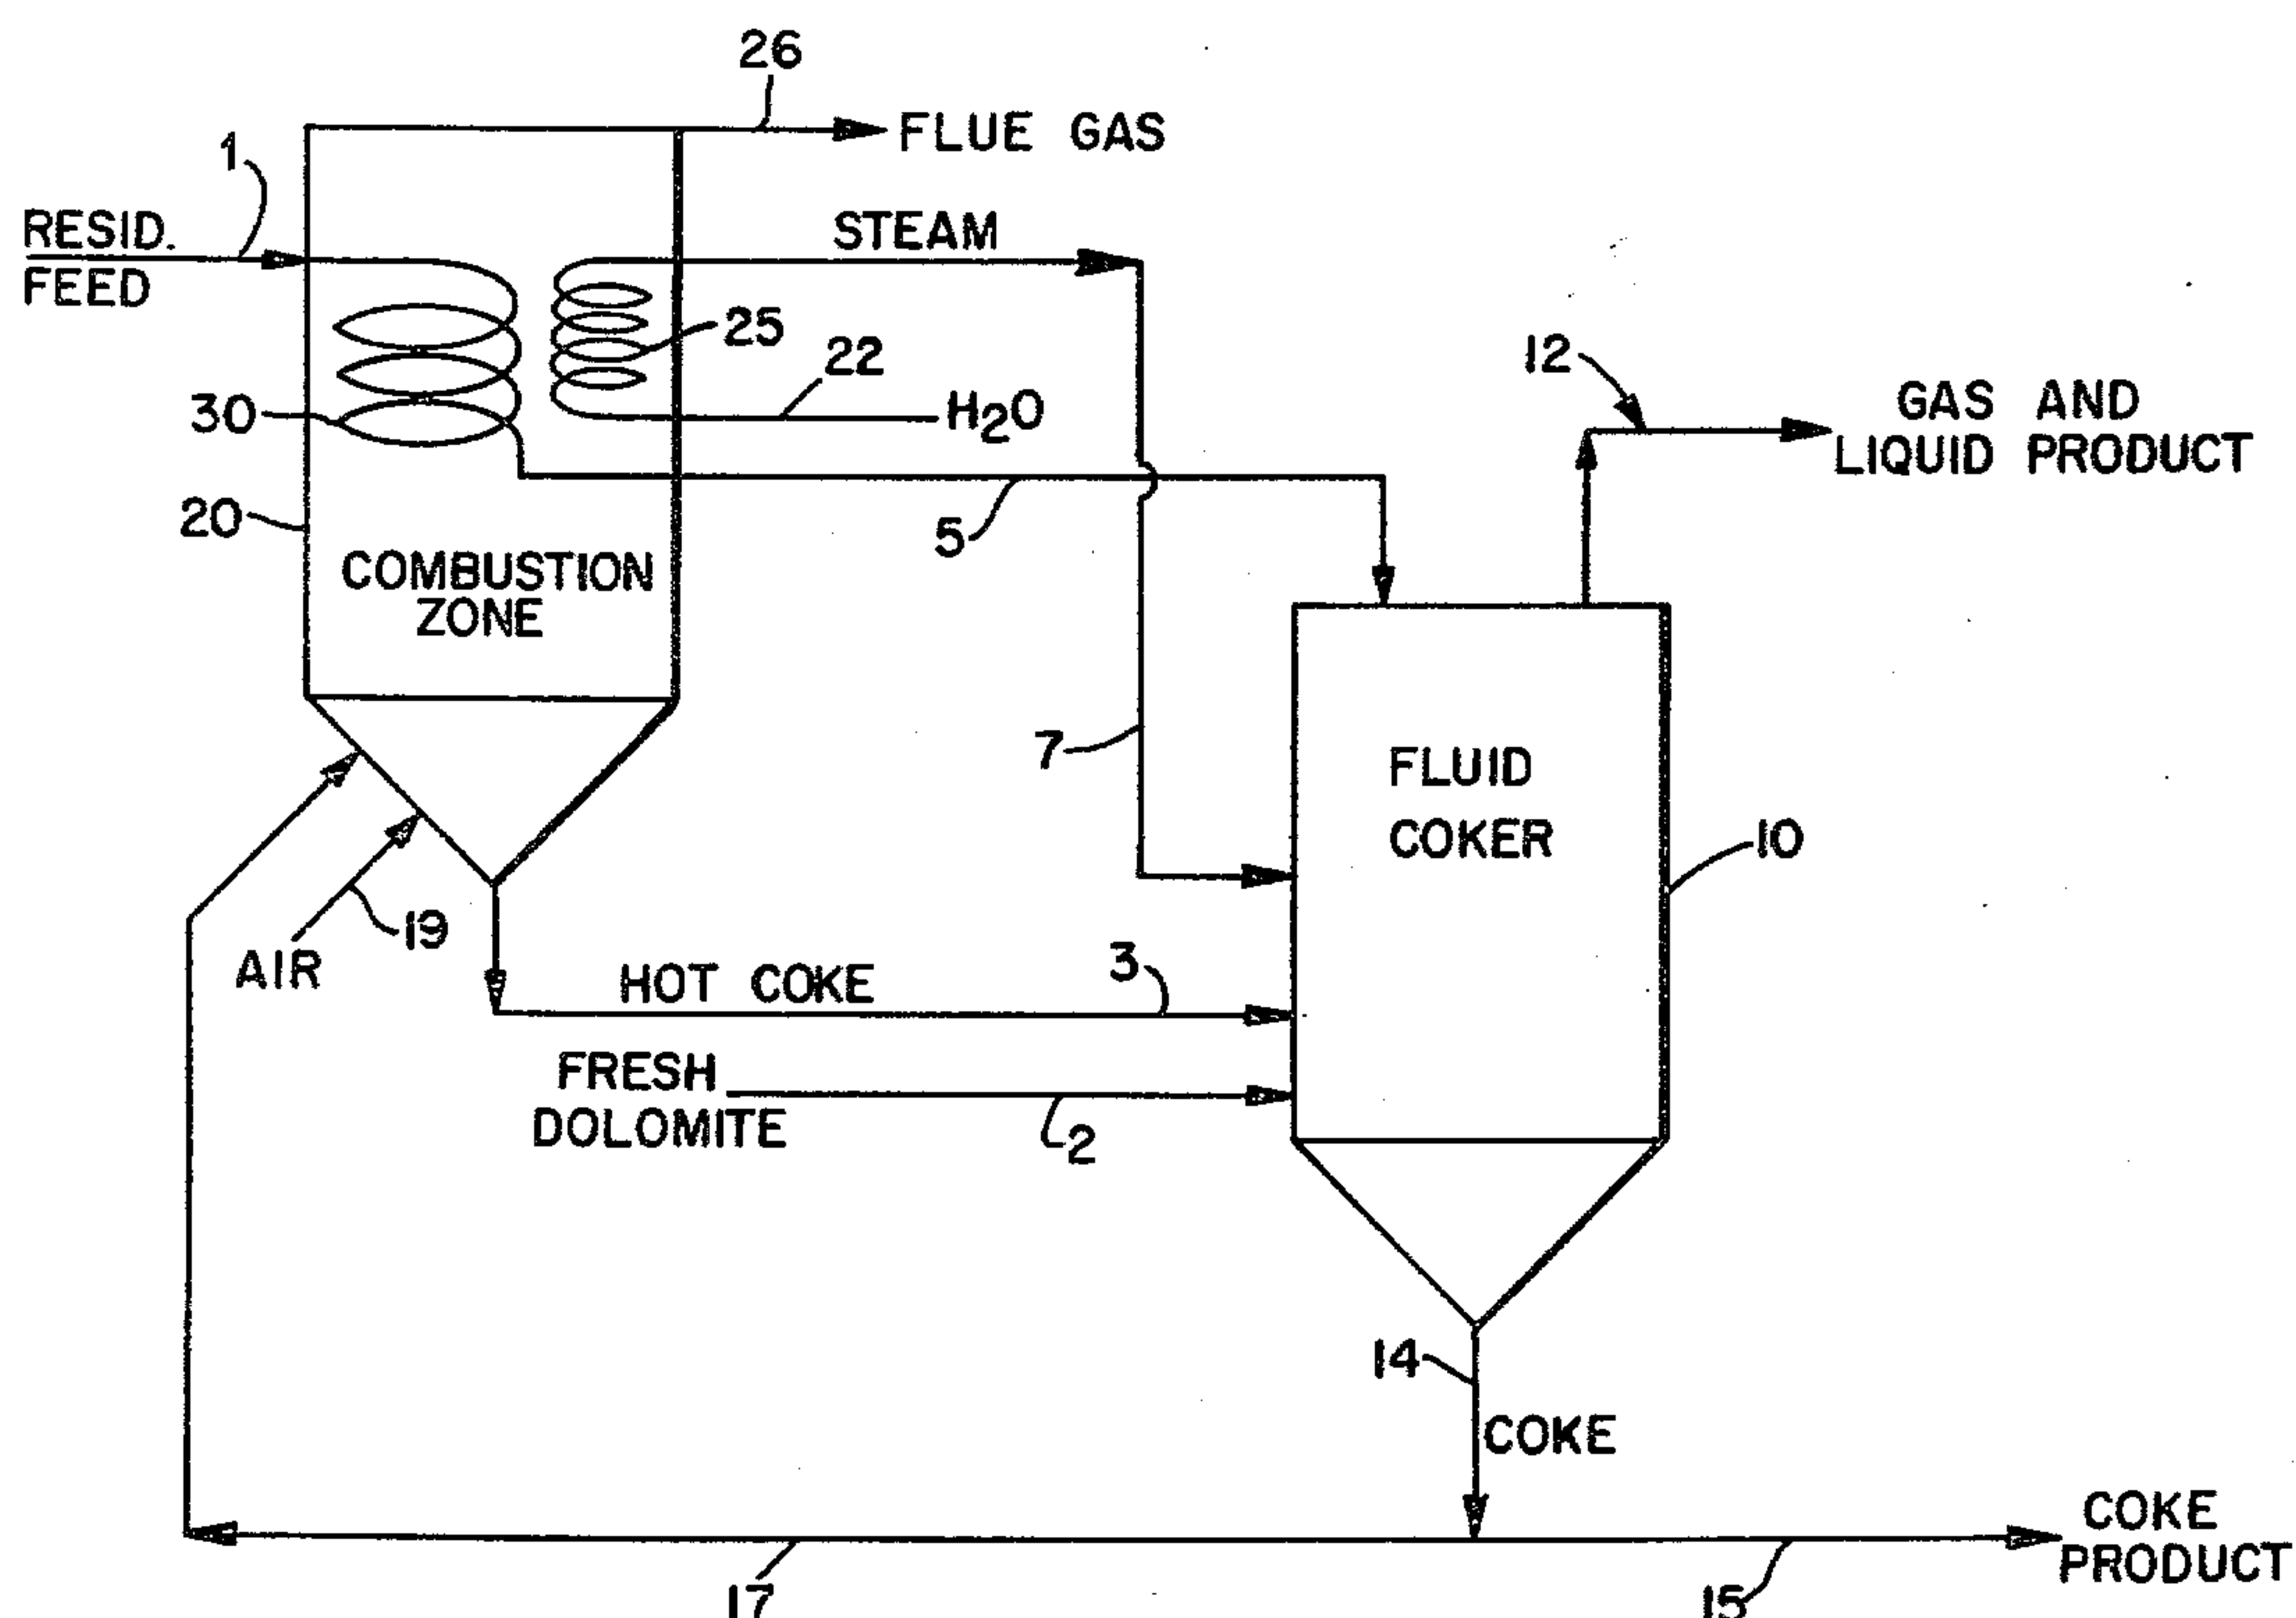 26
FLUE GAS
1
RESID.
FEED
STEAM
25
22
H2O
30
12
GAS AND
LIQUID PRODUCT
20
5
COMBUSTION
ZONE
7
FLUID
COKER
10
19
AIR
HOT COKE
3
FRESH
DOLOMITE
2
14
COKE
COKE
PRODUCT
17
15